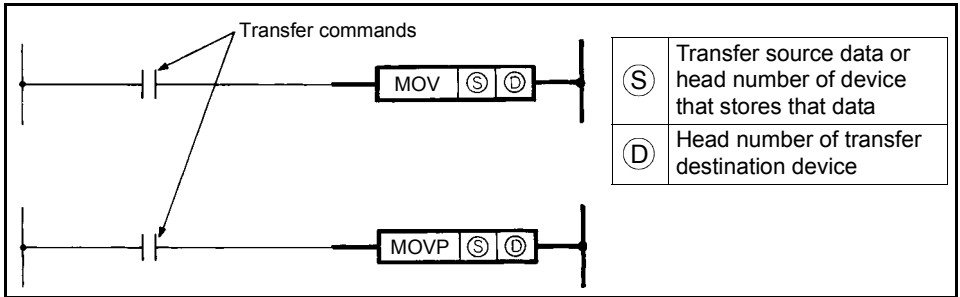 Transfer commands
MOV Ⓢ Ⓓ
MOVP Ⓢ Ⓓ
Ⓢ Transfer source data or
head number of device
that stores that data
Ⓓ Head number of transfer
destination device